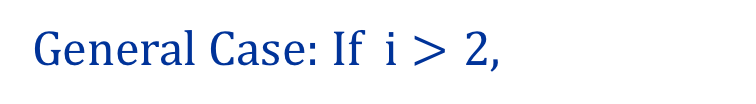 General Case: If i > 2,